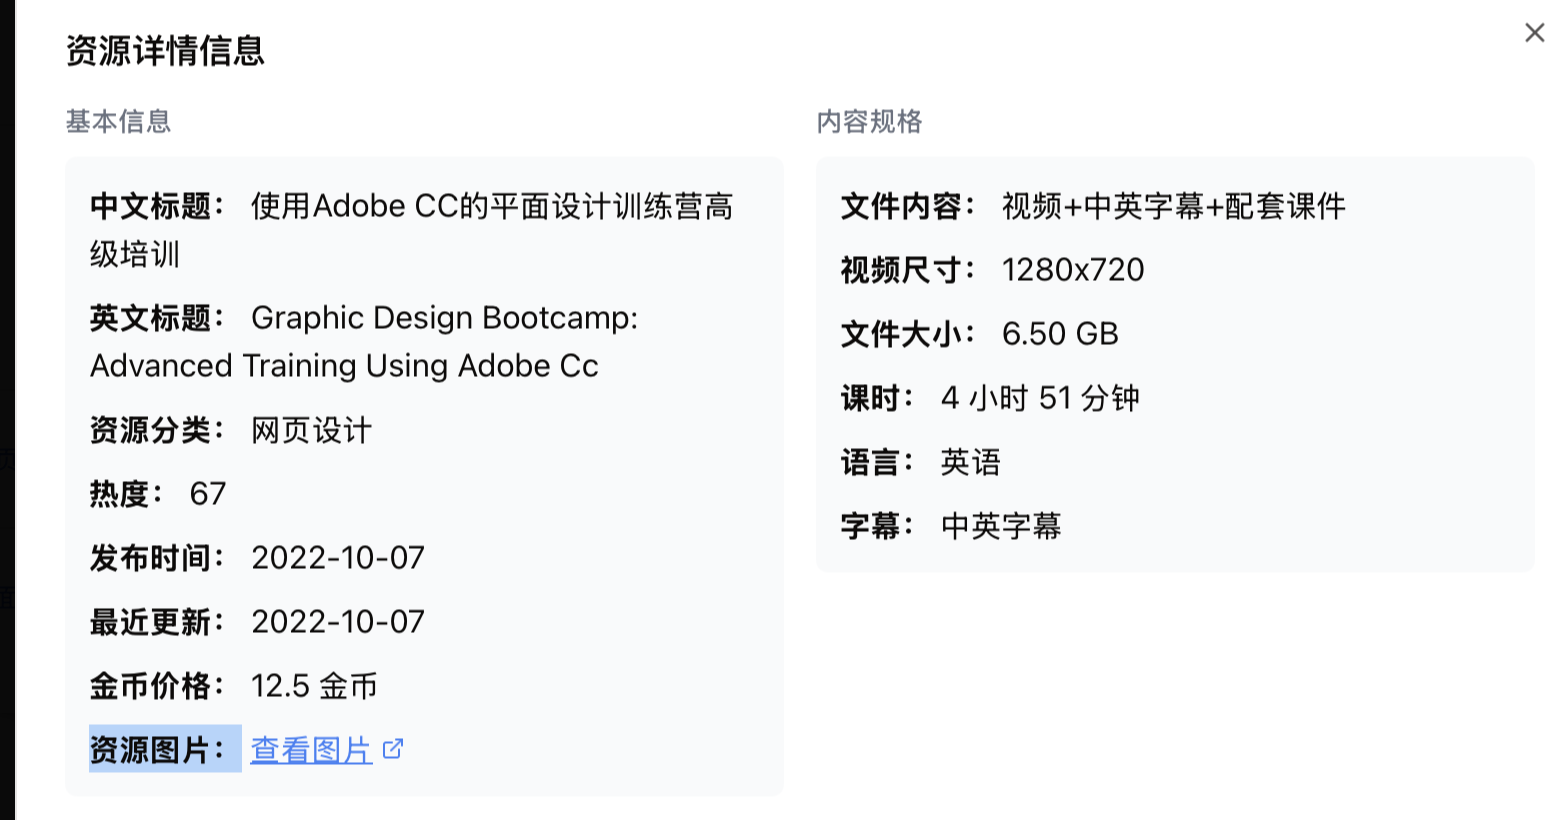 资源详情信息
基本信息
中文标题： 使用Adobe CC的平面设计训练营高
级培训
英文标题： Graphic Design Bootcamp:
Advanced Training Using Adobe Cc
资源分类： 网页设计
热度： 67
发布时间： 2022-10-07
最近更新： 2022-10-07
金币价格： 12.5 金币
资源图片： 查看图片
内容规格
文件内容： 视频+中英字幕+配套课件
视频尺寸： 1280x720
文件大小： 6.50 GB
课时： 4 小时 51 分钟
语言： 英语
字幕： 中英字幕